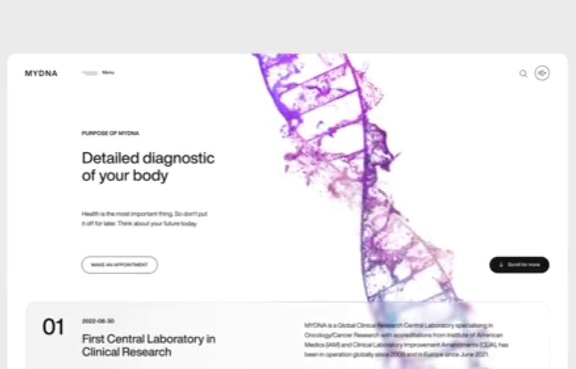 MYDNA
Menu
PURPOSE OF MYDNA
Detailed diagnostic
of your body
Health is the most important thing. So don't put
it off for later. Think about your future today.
MAKE AN APPOINTMENT
Scroll for more
01
2022-06-30
First Central Laboratory in
Clinical Research
MYDNA is a Global Clinical Research Central Laboratory specialising in
Oncology/Cancer Research with accreditations from Institute of American
Medics (IAM) and Clinical Laboratory Improvement Amendments (CLIA), has
been in operation globally since 2009 and in Europe since June 2021.